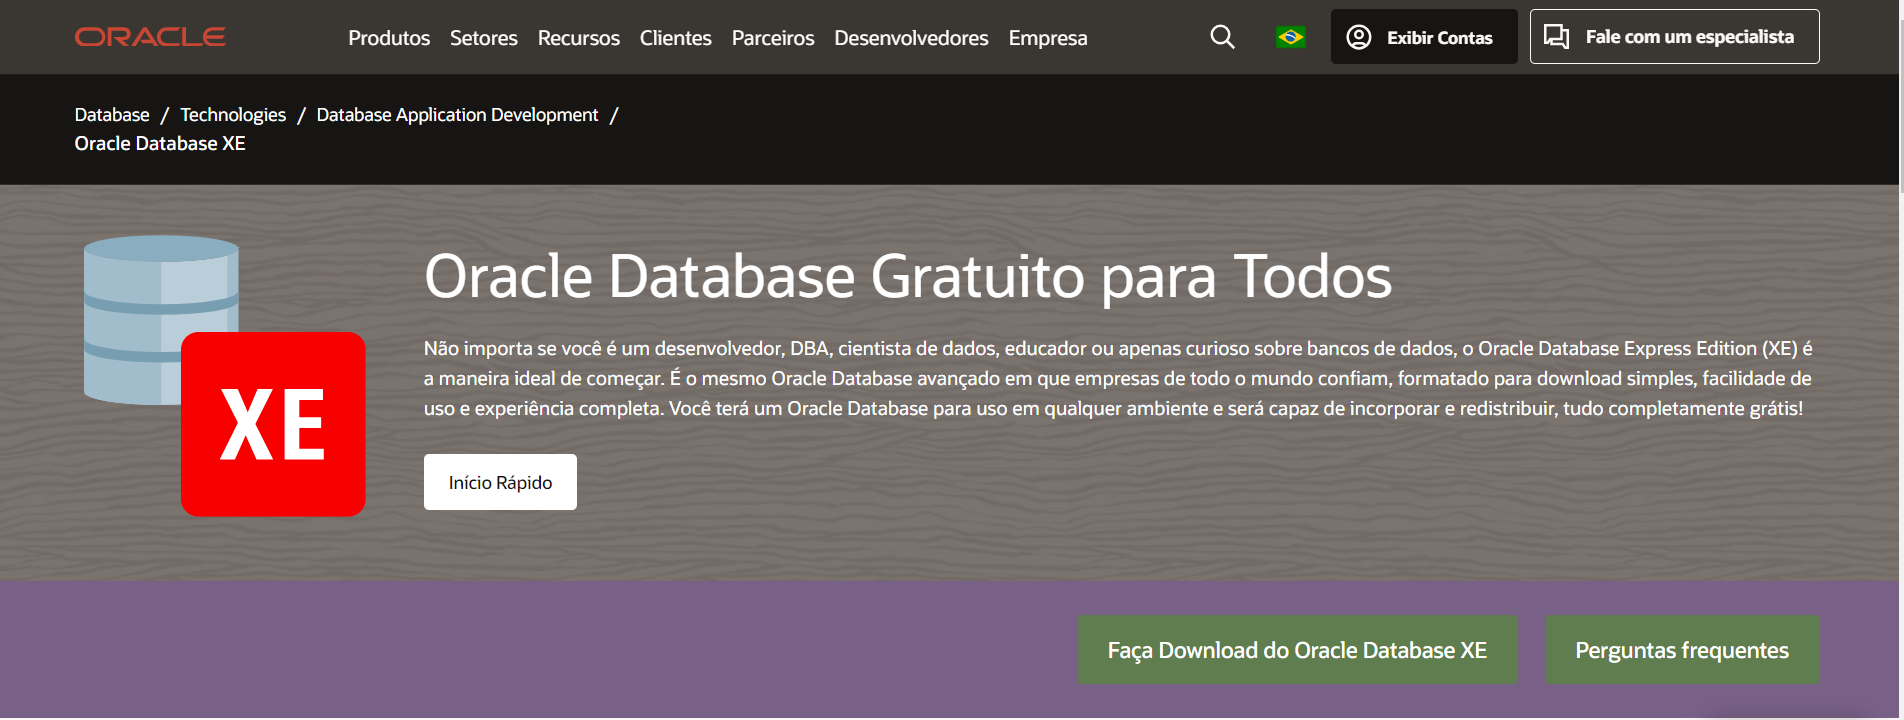 ORACLE
Produtos Setores Recursos Clientes Parceiros Desenvolvedores Empresa
Exibir Contas
Fale com um especialista
Database / Technologies / Database Application Development /
Oracle Database XE
XE
Oracle Database Gratuito para Todos
Não importa se você é um desenvolvedor, DBA, cientista de dados, educador ou apenas curioso sobre bancos de dados, o Oracle Database Express Edition (XE) é
a maneira ideal de começar. É o mesmo Oracle Database avançado em que empresas de todo o mundo confiam, formatado para download simples, facilidade de
uso e experiência completa. Você terá um Oracle Database para uso em qualquer ambiente e será capaz de incorporar e redistribuir, tudo completamente grátis!
Início Rápido
Faça Download do Oracle Database XE
Perguntas frequentes